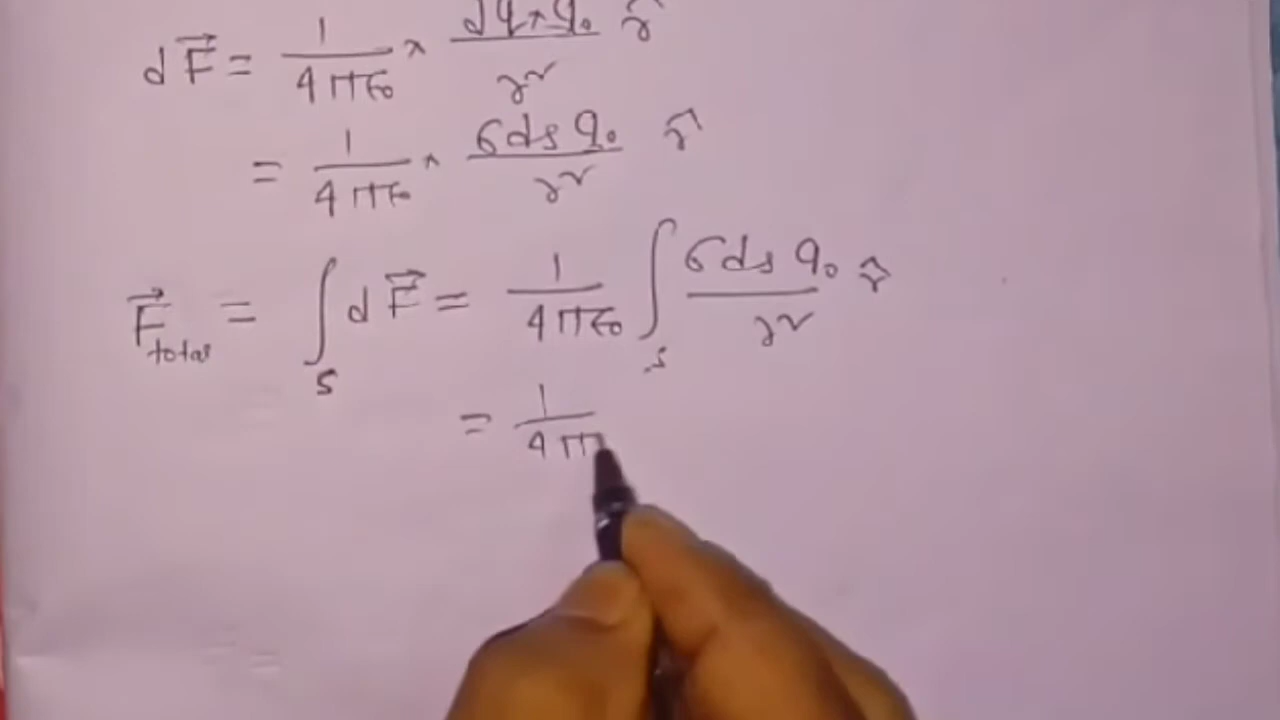 dF⃗ = 1/4πε₀ × dq × q₀/r² r̂
= 1/4πε₀ × σds q₀/r² r̂
F⃗total = ∫S dF⃗ = 1/4πε₀ ∫S σds q₀/r² r̂
= 1/4π